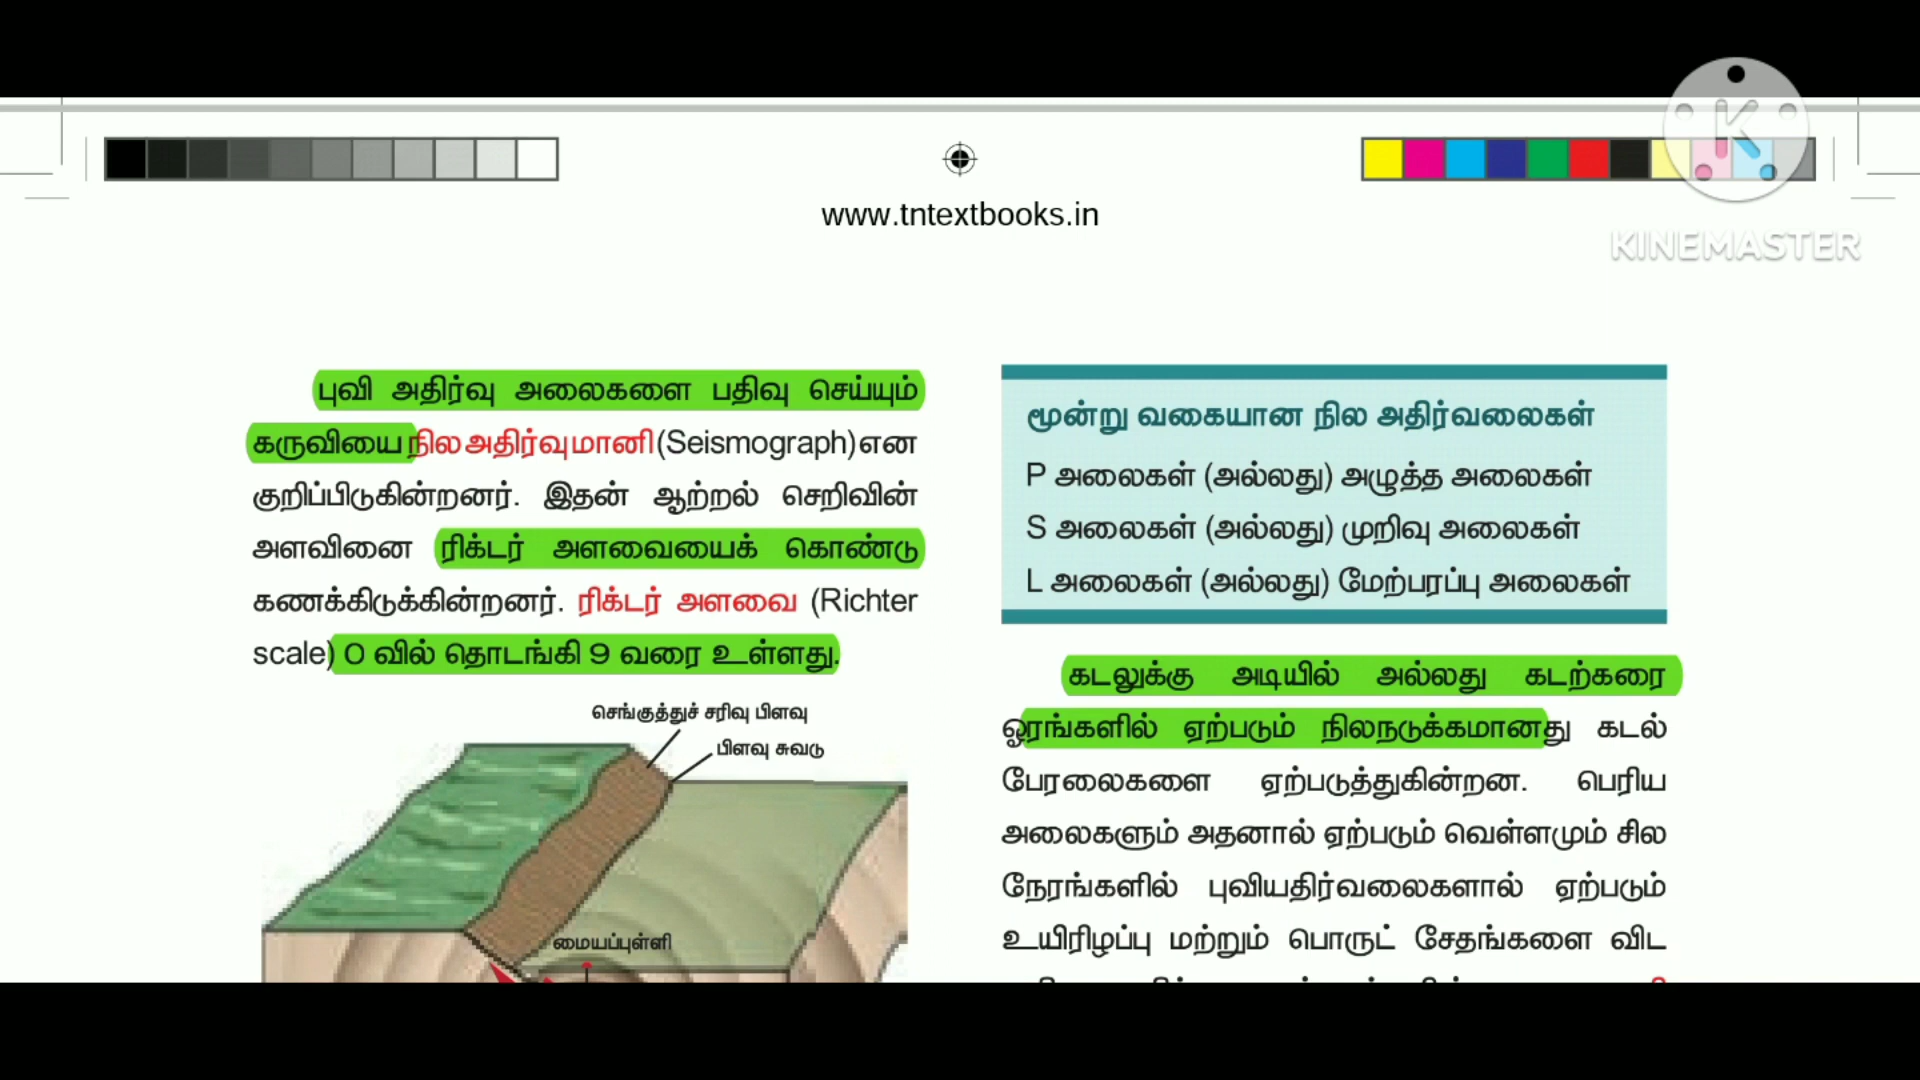 www.tntextbooks.in
KINEMASTER
புவி அதிர்வு அலைகளை பதிவு செய்யும்
கருவியை நில அதிர்வு மானி (Seismograph) என
குறிப்பிடுகின்றனர். இதன் ஆற்றல் செறிவின்
அளவினை ரிக்டர் அளவையைக் கொண்டு
கணக்கிடுக்கின்றனர். ரிக்டர் அளவை (Richter
scale) 0 வில் தொடங்கி 9 வரை உள்ளது.
செங்குத்துச் சரிவு பிளவு
பிளவு சுவடு
மையப்புள்ளி
மூன்று வகையான நில அதிர்வலைகள்
P அலைகள் (அல்லது) அழுத்த அலைகள்
S அலைகள் (அல்லது) முறிவு அலைகள்
L அலைகள் (அல்லது) மேற்பரப்பு அலைகள்
கடலுக்கு அடியில் அல்லது கடற்கரை
ஓரங்களில் ஏற்படும் நிலநடுக்கமானது கடல்
பேரலைகளை ஏற்படுத்துகின்றன. பெரிய
அலைகளும் அதனால் ஏற்படும் வெள்ளமும் சில
நேரங்களில் புவியதிர்வலைகளால் ஏற்படும்
உயிரிழப்பு மற்றும் பொருட் சேதங்களை விட